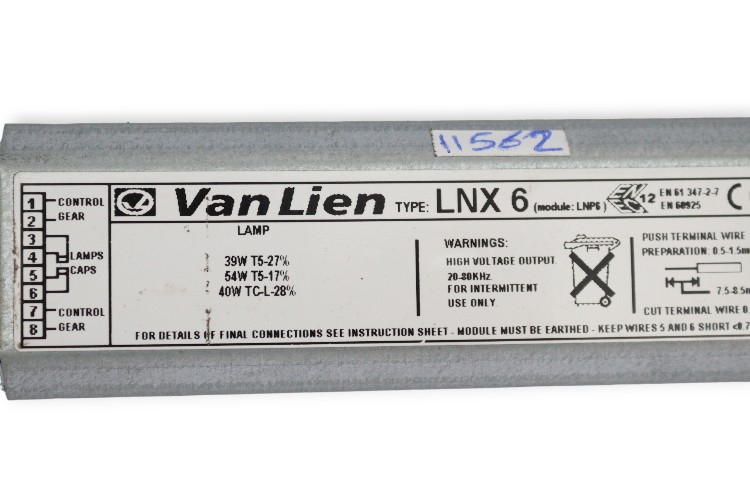 11562
Van Lien TYPE: LNX 6 (module: LNP6)
12 EN 61 347-2-7
EN 60925
1 CONTROL
2 GEAR
3
4 LAMPS
5 CAPS
6
7 CONTROL
8 GEAR
LAMP
39W T5-27%
54W T5-17%
40W TC-L-28%
WARNINGS:
HIGH VOLTAGE OUTPUT.
20-80KHz.
FOR INTERMITTENT
USE ONLY.
PUSH TERMINAL WIRE
PREPARATION: 0.5-1.5m
7.5-8.5m
CUT TERMINAL WIRE 0.
FOR DETAILS OF FINAL CONNECTIONS SEE INSTRUCTION SHEET - MODULE MUST BE EARTHED - KEEP WIRES 5 AND 6 SHORT <0.7